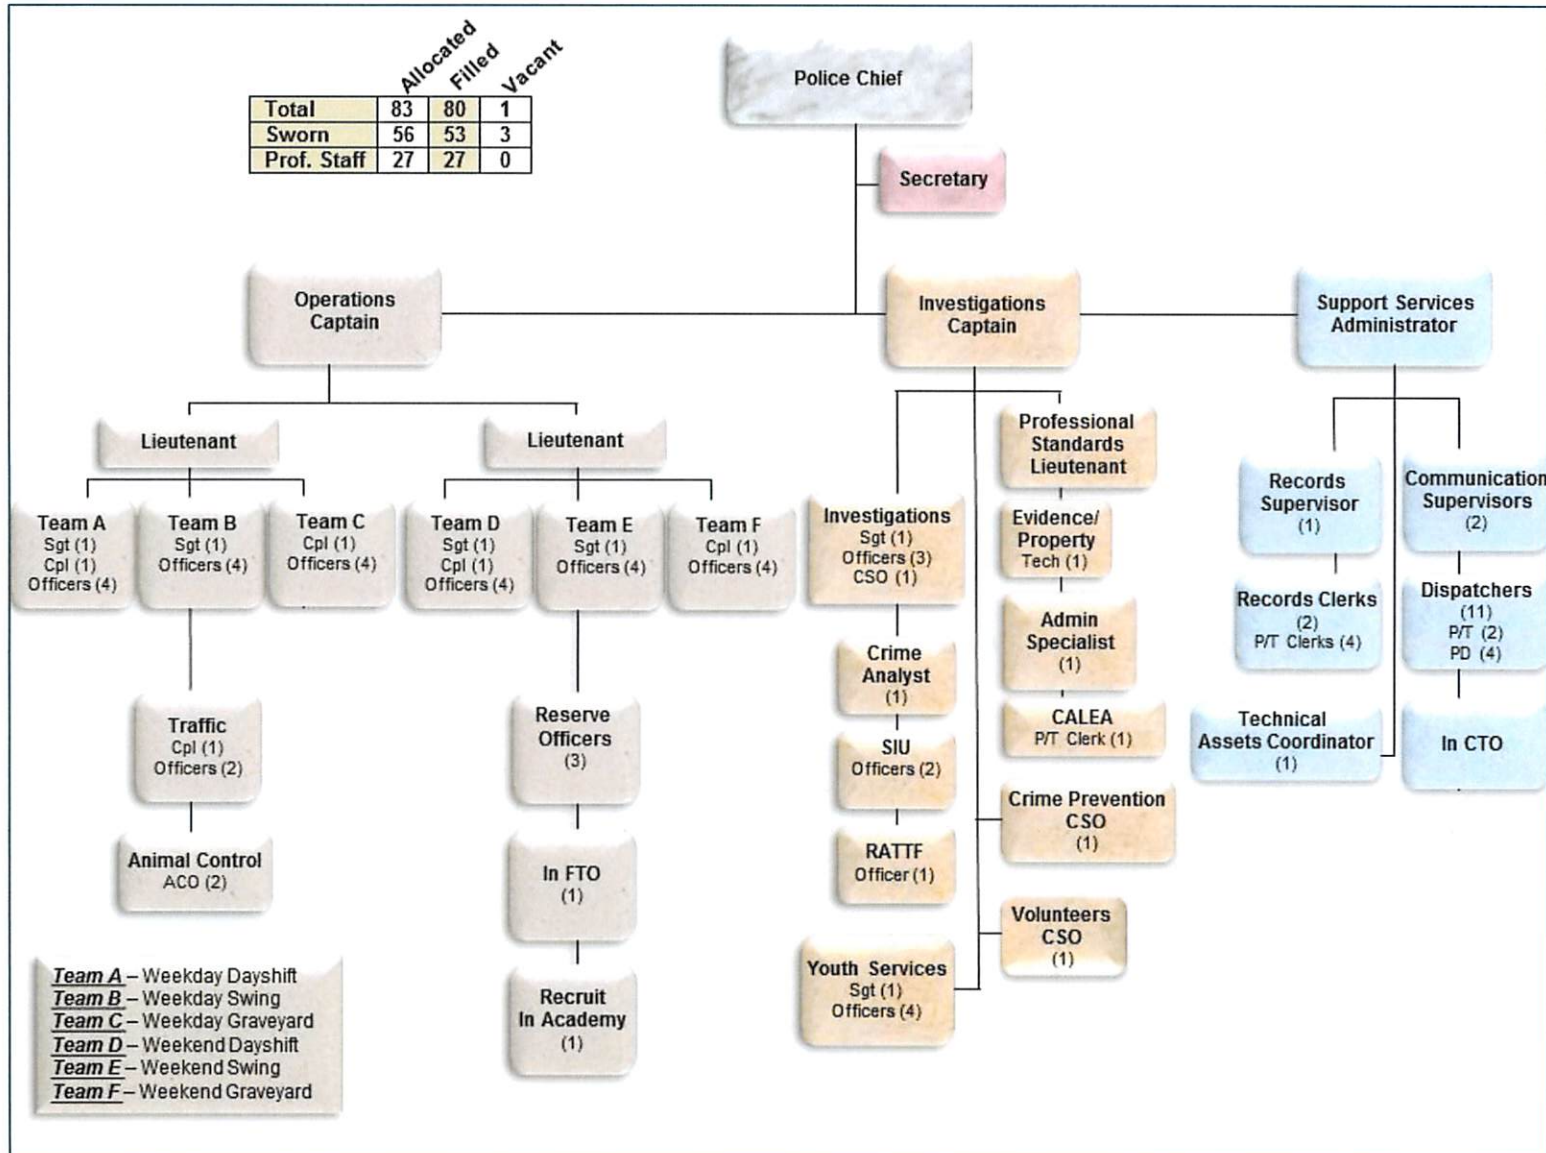 Allocated
Filled
Vacant
Total 83 80 1
Sworn 56 53 3
Prof. Staff 27 27 0
Police Chief
Secretary
Operations
Captain
Investigations
Captain
Support Services
Administrator
Lieutenant
Lieutenant
Team A
Sgt (1)
Cpl (1)
Officers (4)
Team B
Sgt (1)
Officers (4)
Team C
Cpl (1)
Officers (4)
Team D
Sgt (1)
Cpl (1)
Officers (4)
Team E
Sgt (1)
Officers (4)
Team F
Cpl (1)
Officers (4)
Traffic
Cpl (1)
Officers (2)
Animal Control
ACO (2)
Reserve
Officers
(3)
In FTO
(1)
Recruit
In Academy
(1)
Investigations
Sgt (1)
Officers (3)
CSO (1)
Crime
Analyst
(1)
SIU
Officers (2)
RATTF
Officer (1)
Youth Services
Sgt (1)
Officers (4)
Professional
Standards
Lieutenant
Evidence/
Property
Tech (1)
Admin
Specialist
(1)
CALEA
P/T Clerk (1)
Crime Prevention
CSO
(1)
Volunteers
CSO
(1)
Records
Supervisor
(1)
Records Clerks
(2)
P/T Clerks (4)
Technical
Assets Coordinator
(1)
Communication
Supervisors
(2)
Dispatchers
(11)
P/T (2)
PD (4)
In CTO
Team A – Weekday Dayshift
Team B – Weekday Swing
Team C – Weekday Graveyard
Team D – Weekend Dayshift
Team E – Weekend Swing
Team F – Weekend Graveyard